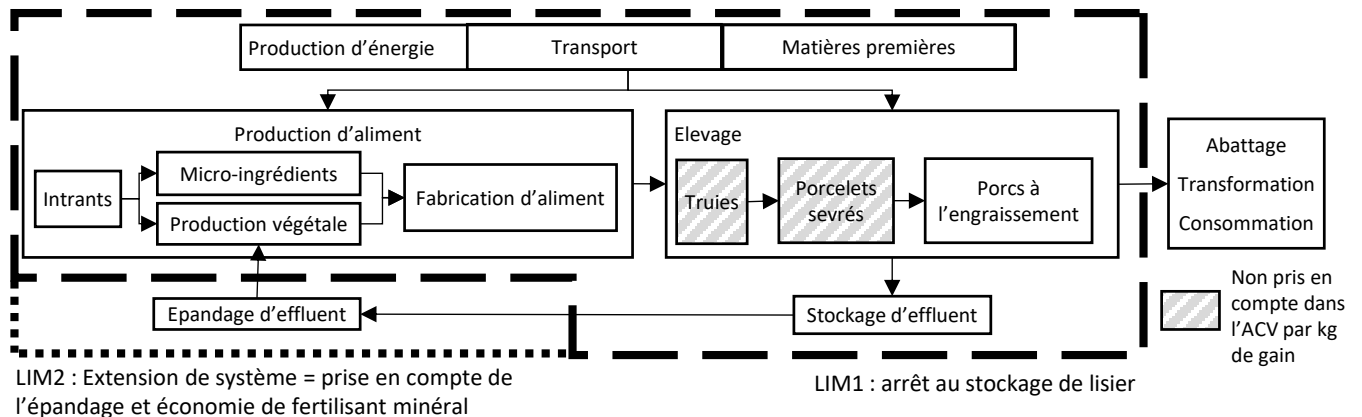 Production d’énergie
Transport
Matières premières
Production d’aliment
Intrants
Micro-ingrédients
Production végétale
Fabrication d’aliment
Elevage
Truies
Porcelets
sevrés
Porcs à
l’engraissement
Abattage
Transformation
Consommation
Epandage d’effluent
Stockage d’effluent
Non pris en
compte dans
l’ACV par kg
de gain
LIM2 : Extension de système = prise en compte de
l’épandage et économie de fertilisant minéral
LIM1 : arrêt au stockage de lisier